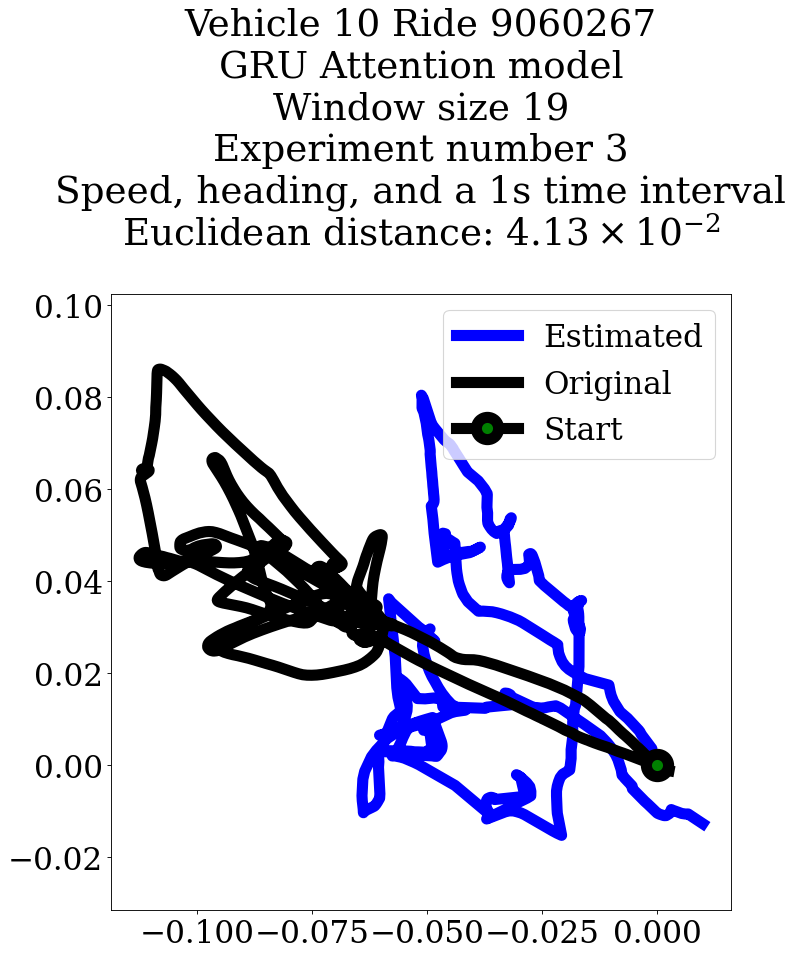 Vehicle 10 Ride 9060267
GRU Attention model
Window size 19
Experiment number 3
Speed, heading, and a 1s time interval
Euclidean distance: 4.13 × 10⁻²
Estimated
Original
Start
0.10
0.08
0.06
0.04
0.02
0.00
−0.02
−0.100 −0.075 −0.050 −0.025 0.000